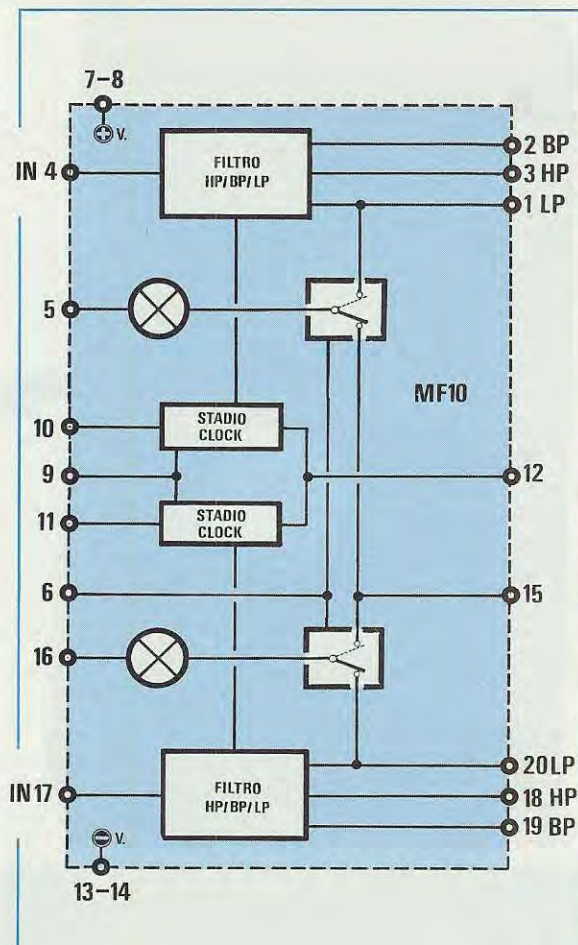 7-8
V.
IN 4
FILTRO
HP/BP/LP
2 BP
3 HP
1 LP
5
MF10
10
STADIO
CLOCK
9
12
11
STADIO
CLOCK
6
15
16
IN 17
FILTRO
HP/BP/LP
20 LP
18 HP
19 BP
V.
13-14